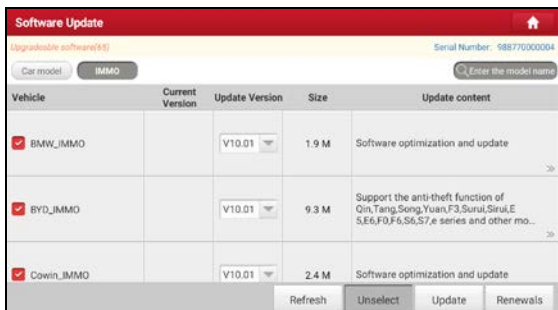 Software Update
Upgradeable software(65)
Serial Number: 988770000004
Car model
IMMO
Enter the model name
Vehicle
Current
Version
Update Version
Size
Update content
BMW_IMMO
V10.01
1.9 M
Software optimization and update
BYD_IMMO
V10.01
9.3 M
Support the anti-theft function of
Qin,Tang,Song,Yuan,F3,Surui,Sirui,E
5,E6,F0,F6,S6,S7,e series and other mo...
Cowin_IMMO
V10.01
2.4 M
Software optimization and update
Refresh
Unselect
Update
Renewals